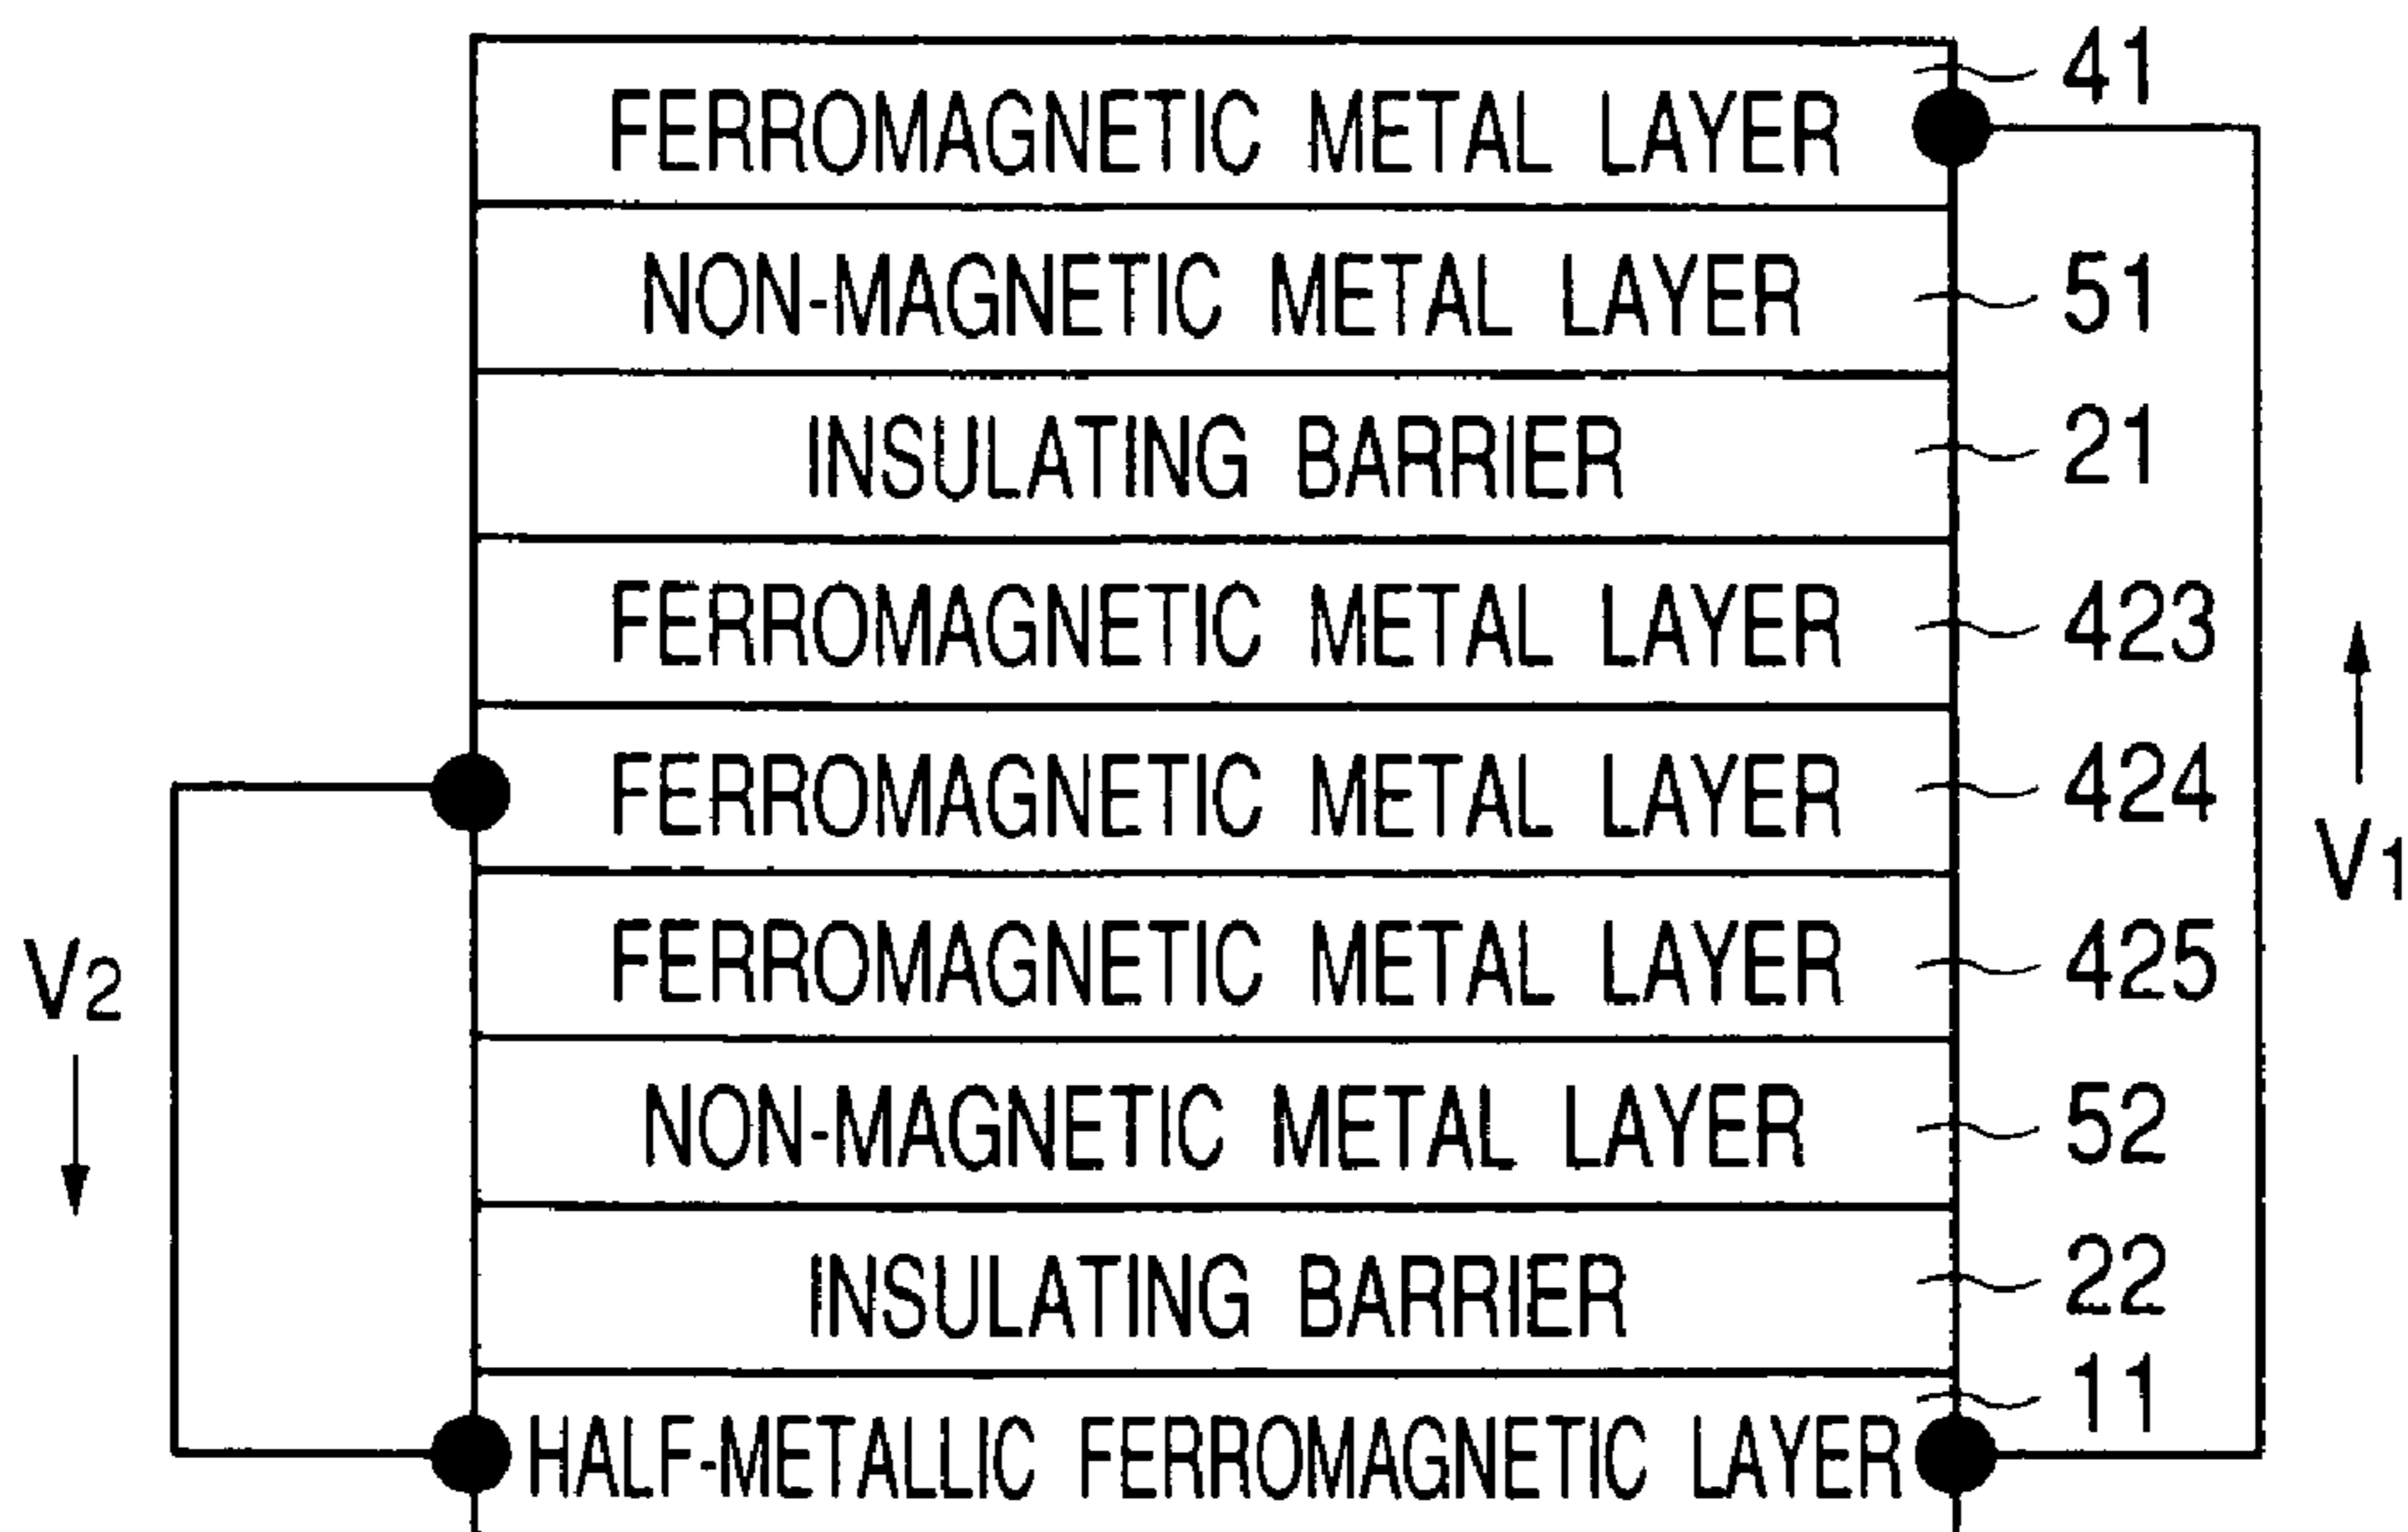 FERROMAGNETIC METAL LAYER 41
NON-MAGNETIC METAL LAYER 51
INSULATING BARRIER 21
FERROMAGNETIC METAL LAYER 423
FERROMAGNETIC METAL LAYER 424
V1
FERROMAGNETIC METAL LAYER 425
V2
NON-MAGNETIC METAL LAYER 52
INSULATING BARRIER 22
HALF-METALLIC FERROMAGNETIC LAYER 11